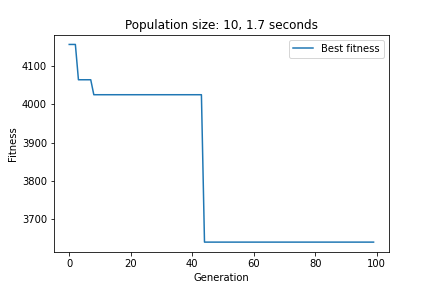 Population size: 10, 1.7 seconds
Best fitness
Fitness
4100
4000
3900
3800
3700
0 20 40 60 80 100
Generation